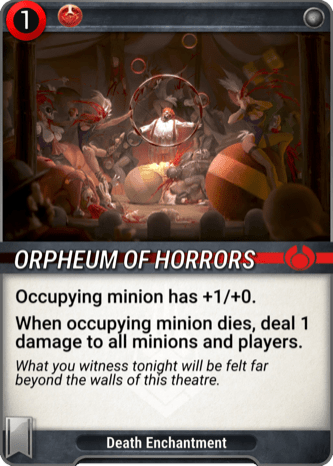 1
ORPHEUM OF HORRORS
Occupying minion has +1/+0.
When occupying minion dies, deal 1
damage to all minions and players.
What you witness tonight will be felt far
beyond the walls of this theatre.
Death Enchantment